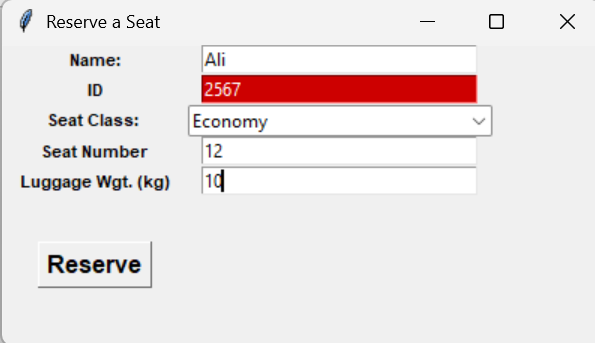 Reserve a Seat
Name: Ali
ID 2567
Seat Class: Economy
Seat Number 12
Luggage Wgt. (kg) 10
Reserve